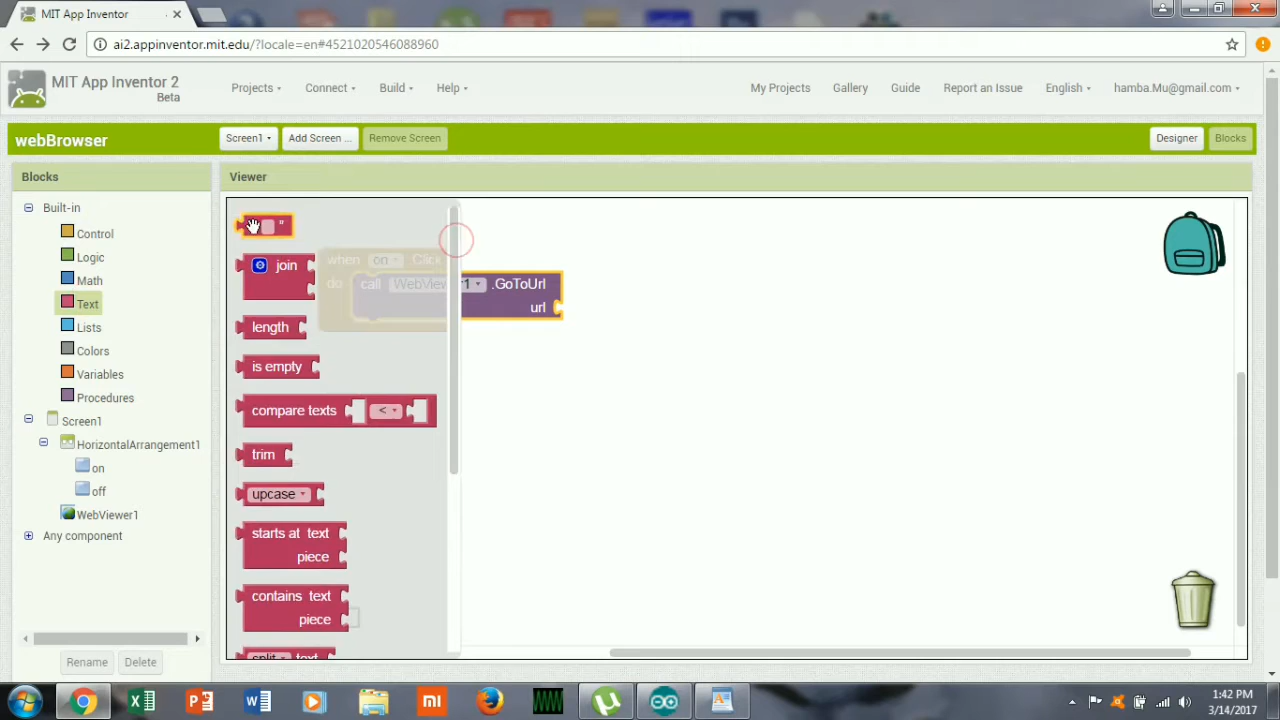 MIT App Inventor 2
ai2.appinventor.mit.edu/?locale=en#4521020546088960
MIT App Inventor 2
Beta
Projects
Connect
Build
Help
My Projects
Gallery
Guide
Report an Issue
English
hamba.Mu@gmail.com
webBrowser
Screen1
Add Screen ...
Remove Screen
Designer
Blocks
Blocks
Viewer
Built-in
Control
Logic
Math
Text
Lists
Colors
Variables
Procedures
Screen1
HorizontalArrangement1
on
off
WebViewer1
Any component
Rename
Delete
"
join
length
is empty
compare texts <
trim
upcase
starts at text
piece
contains text
piece
split text
when on .Click
do call WebViewer1 .GoToUrl
url
1:42 PM
3/14/2017